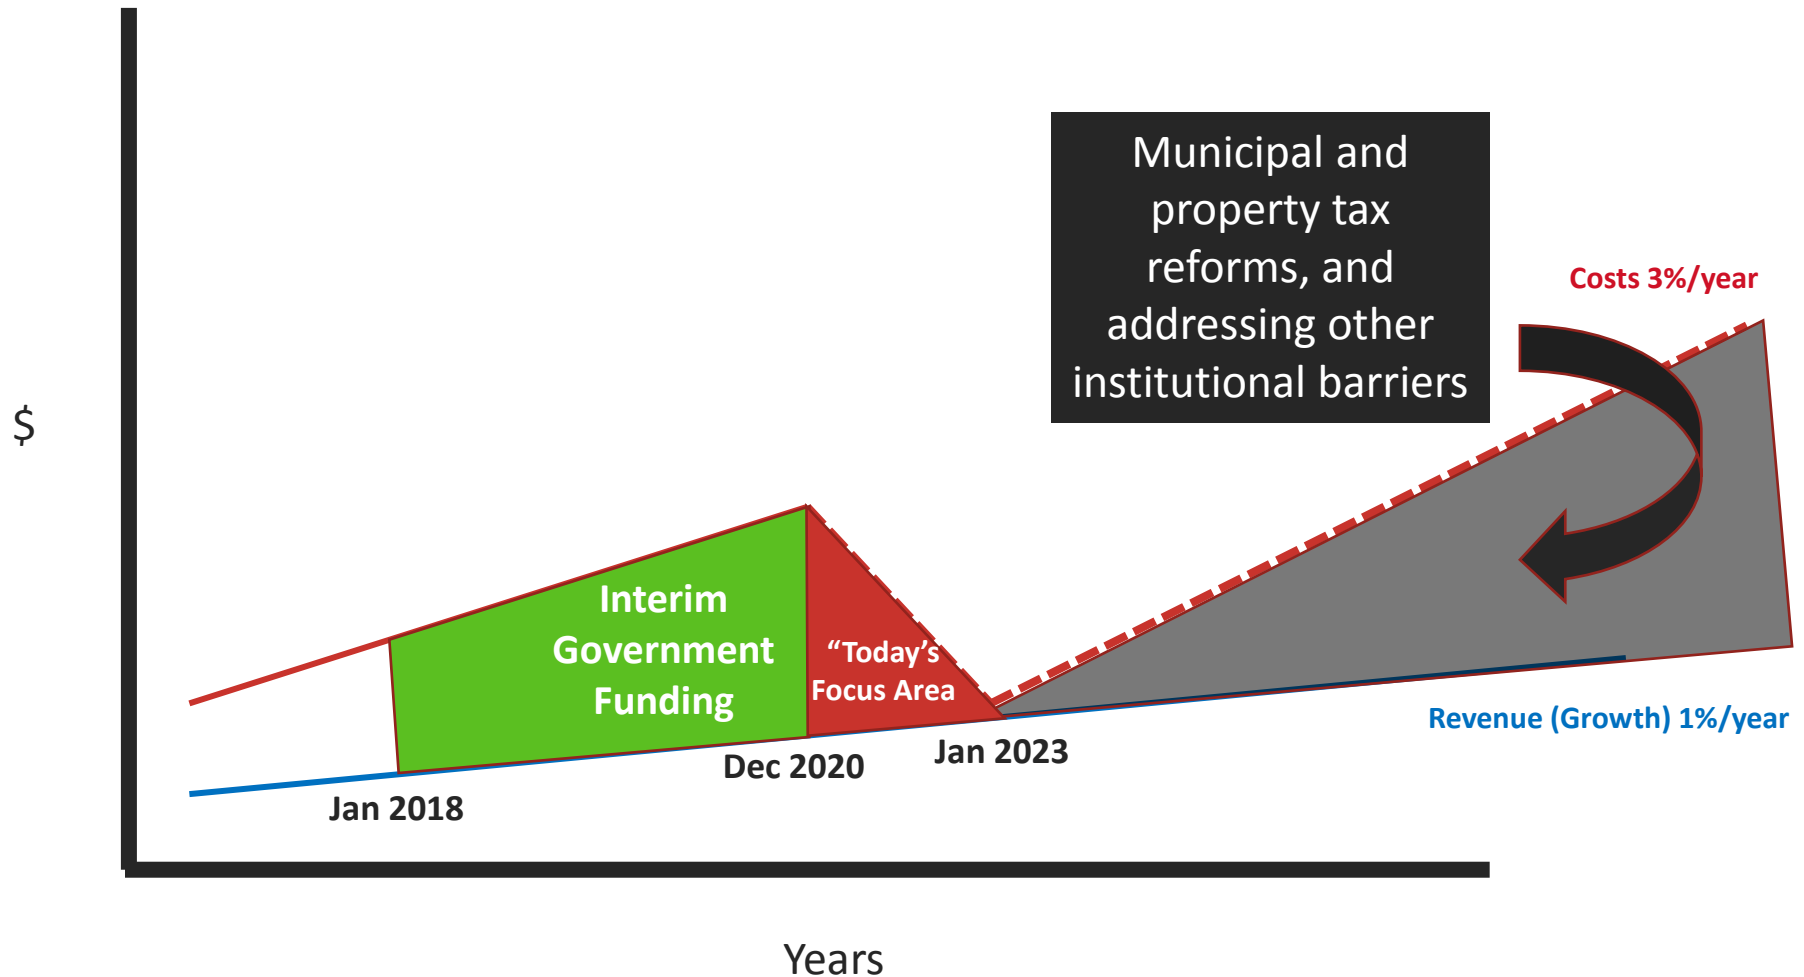 Municipal and
property tax
reforms, and
addressing other
institutional barriers
Costs 3%/year
$
Interim
Government
Funding
“Today’s
Focus Area
Revenue (Growth) 1%/year
Jan 2023
Dec 2020
Jan 2018
Years